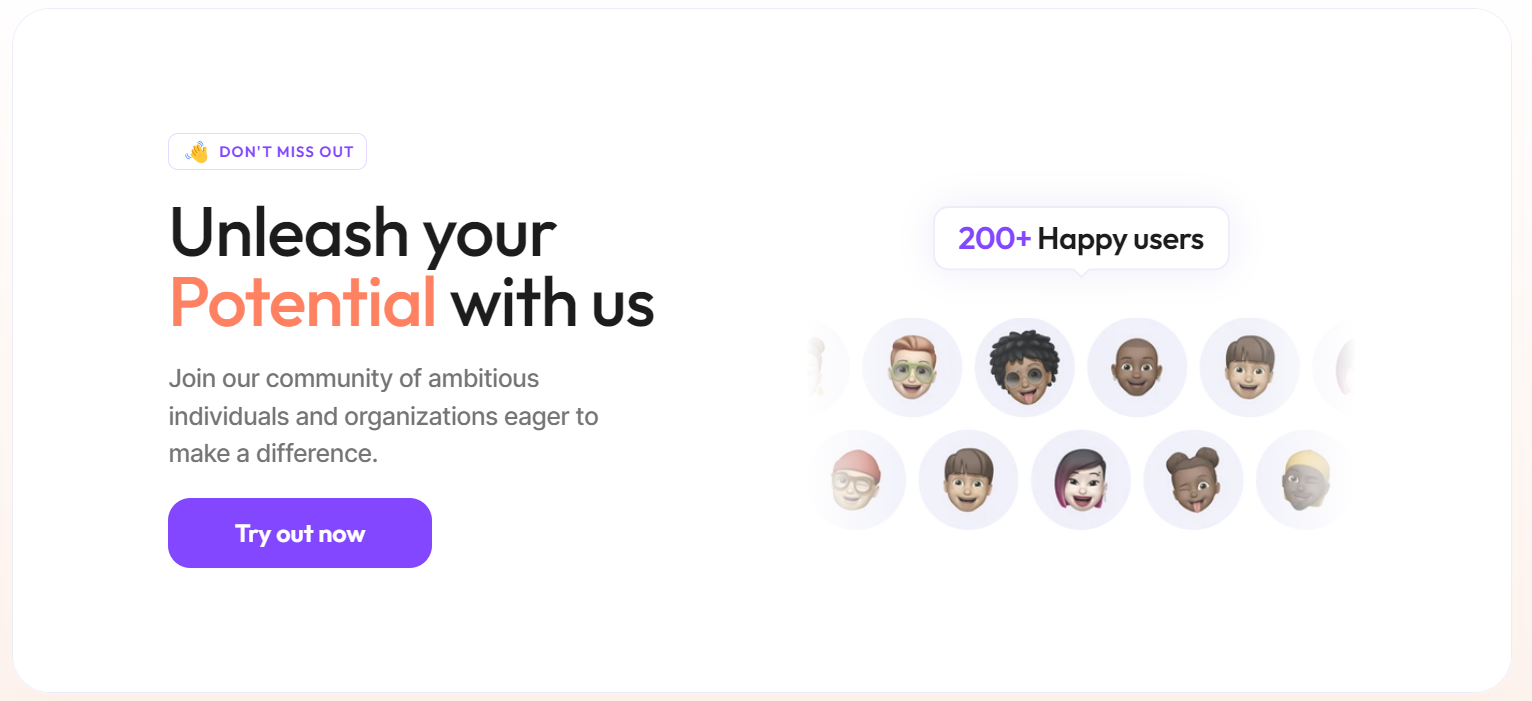 DON'T MISS OUT
Unleash your
Potential with us
Join our community of ambitious
individuals and organizations eager to
make a difference.
Try out now
200+ Happy users